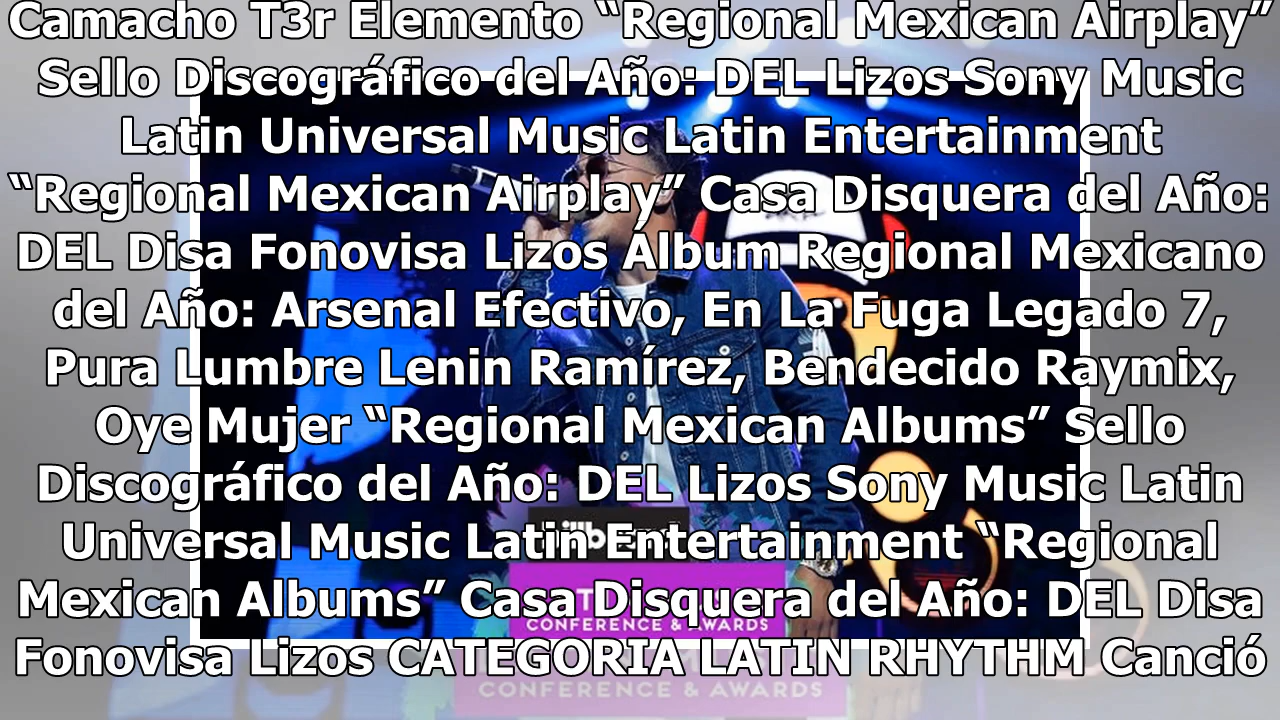 Camacho T3r Elemento “Regional Mexican Airplay”
Sello Discográfico del Año: DEL Lizos Sony Music
Latin Universal Music Latin Entertainment
“Regional Mexican Airplay” Casa Disquera del Año:
DEL Disa Fonovisa Lizos Álbum Regional Mexicano
del Año: Arsenal Efectivo, En La Fuga Legado 7,
Pura Lumbre Lenin Ramírez, Bendecido Raymix,
Oye Mujer “Regional Mexican Albums” Sello
Discográfico del Año: DEL Lizos Sony Music Latin
Universal Music Latin Entertainment “Regional
Mexican Albums” Casa Disquera del Año: DEL Disa
CONFERENCE & AWARDS
Fonovisa Lizos CATEGORIA LATIN RHYTHM Canció
CONFERENCE & AWARDS